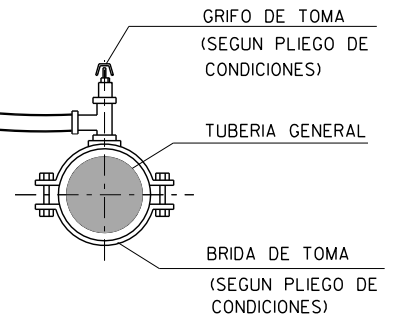 GRIFO DE TOMA
(SEGUN PLIEGO DE
CONDICIONES)
TUBERIA GENERAL
BRIDA DE TOMA
(SEGUN PLIEGO DE
CONDICIONES)